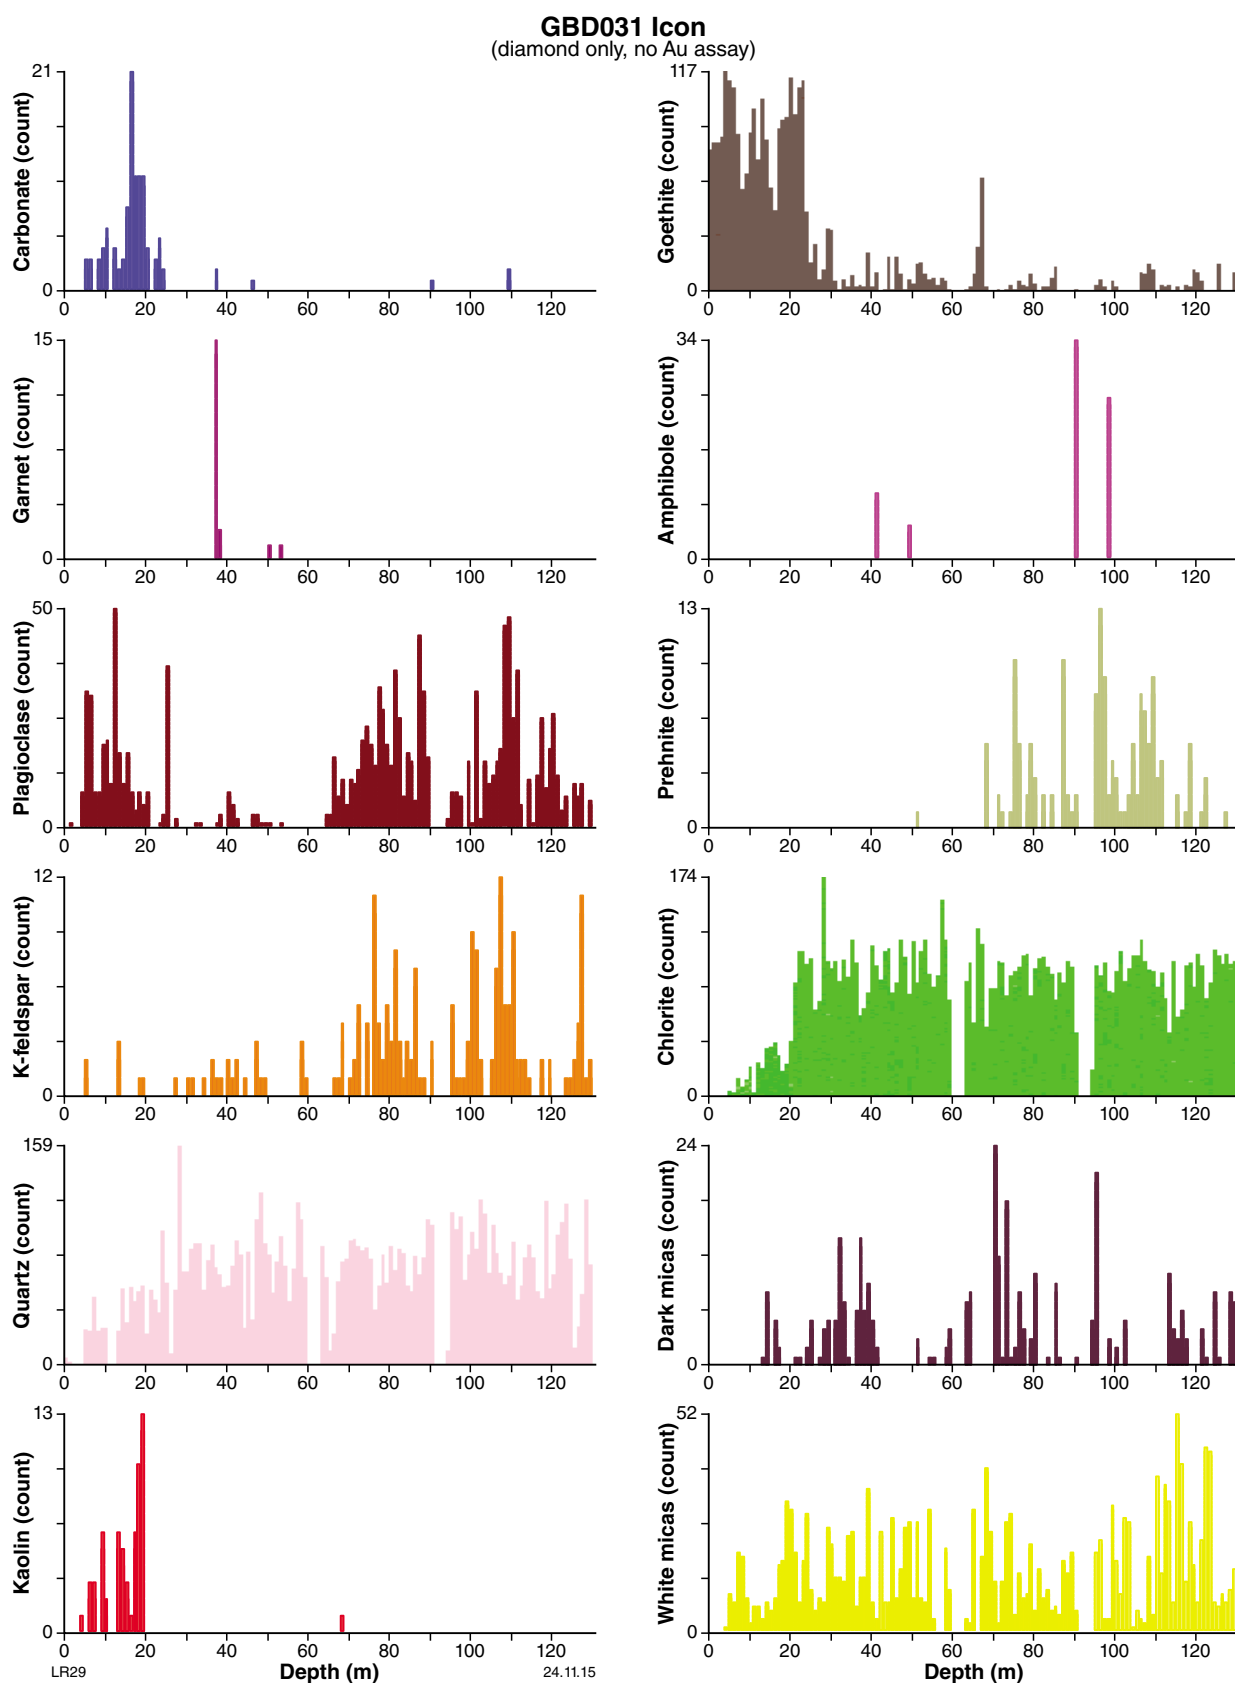 GBD031 Icon
(diamond only, no Au assay)
21
Carbonate (count)
0
0 20 40 60 80 100 120
117
Goethite (count)
0
0 20 40 60 80 100 120
15
Garnet (count)
0
0 20 40 60 80 100 120
34
Amphibole (count)
0
0 20 40 60 80 100 120
50
Plagioclase (count)
0
0 20 40 60 80 100 120
13
Prehnite (count)
0
0 20 40 60 80 100 120
12
K-feldspar (count)
0
0 20 40 60 80 100 120
174
Chlorite (count)
0
0 20 40 60 80 100 120
159
Quartz (count)
0
0 20 40 60 80 100 120
24
Dark micas (count)
0
0 20 40 60 80 100 120
13
Kaolin (count)
0
0 20 40 60 80 100 120
Depth (m)
52
White micas (count)
0
0 20 40 60 80 100 120
Depth (m)
LR29
24.11.15